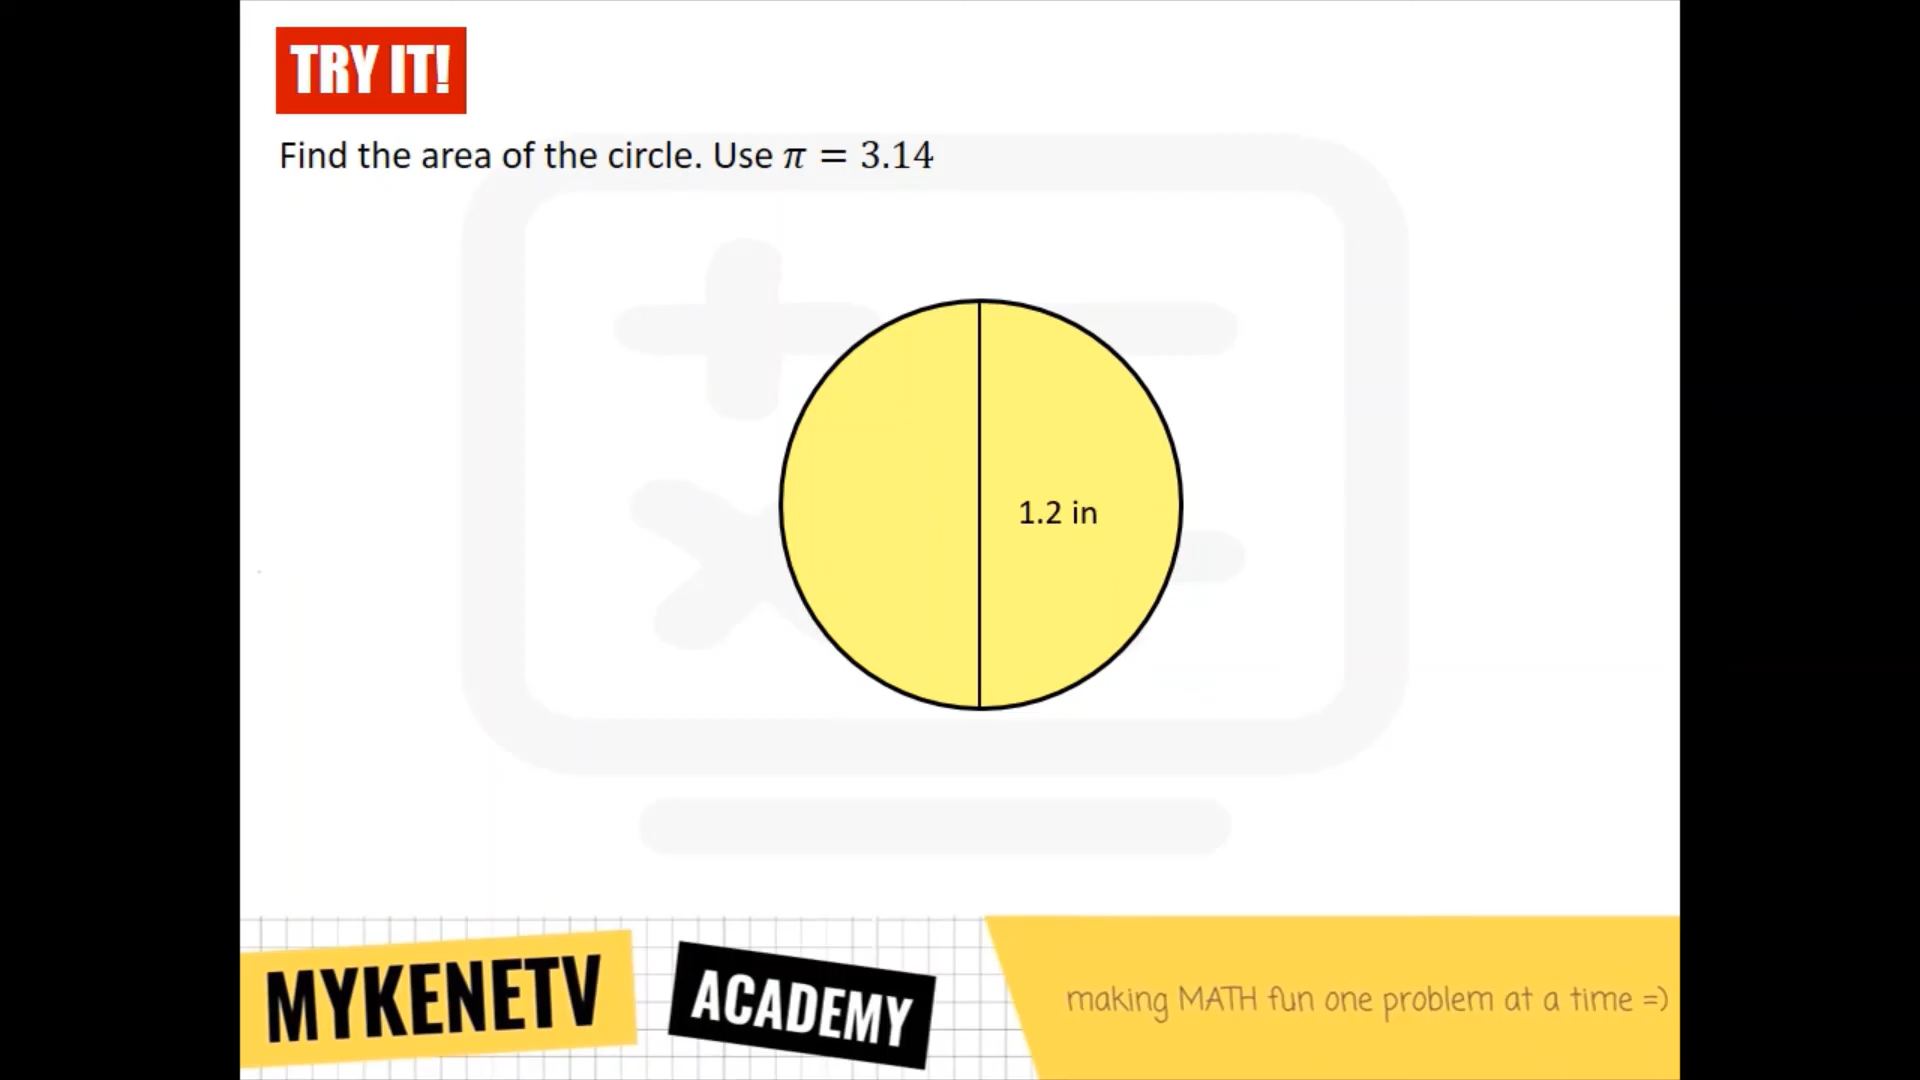 TRY IT!
Find the area of the circle. Use π = 3.14
1.2 in
MYKENETV
ACADEMY
making MATH fun one problem at a time =)